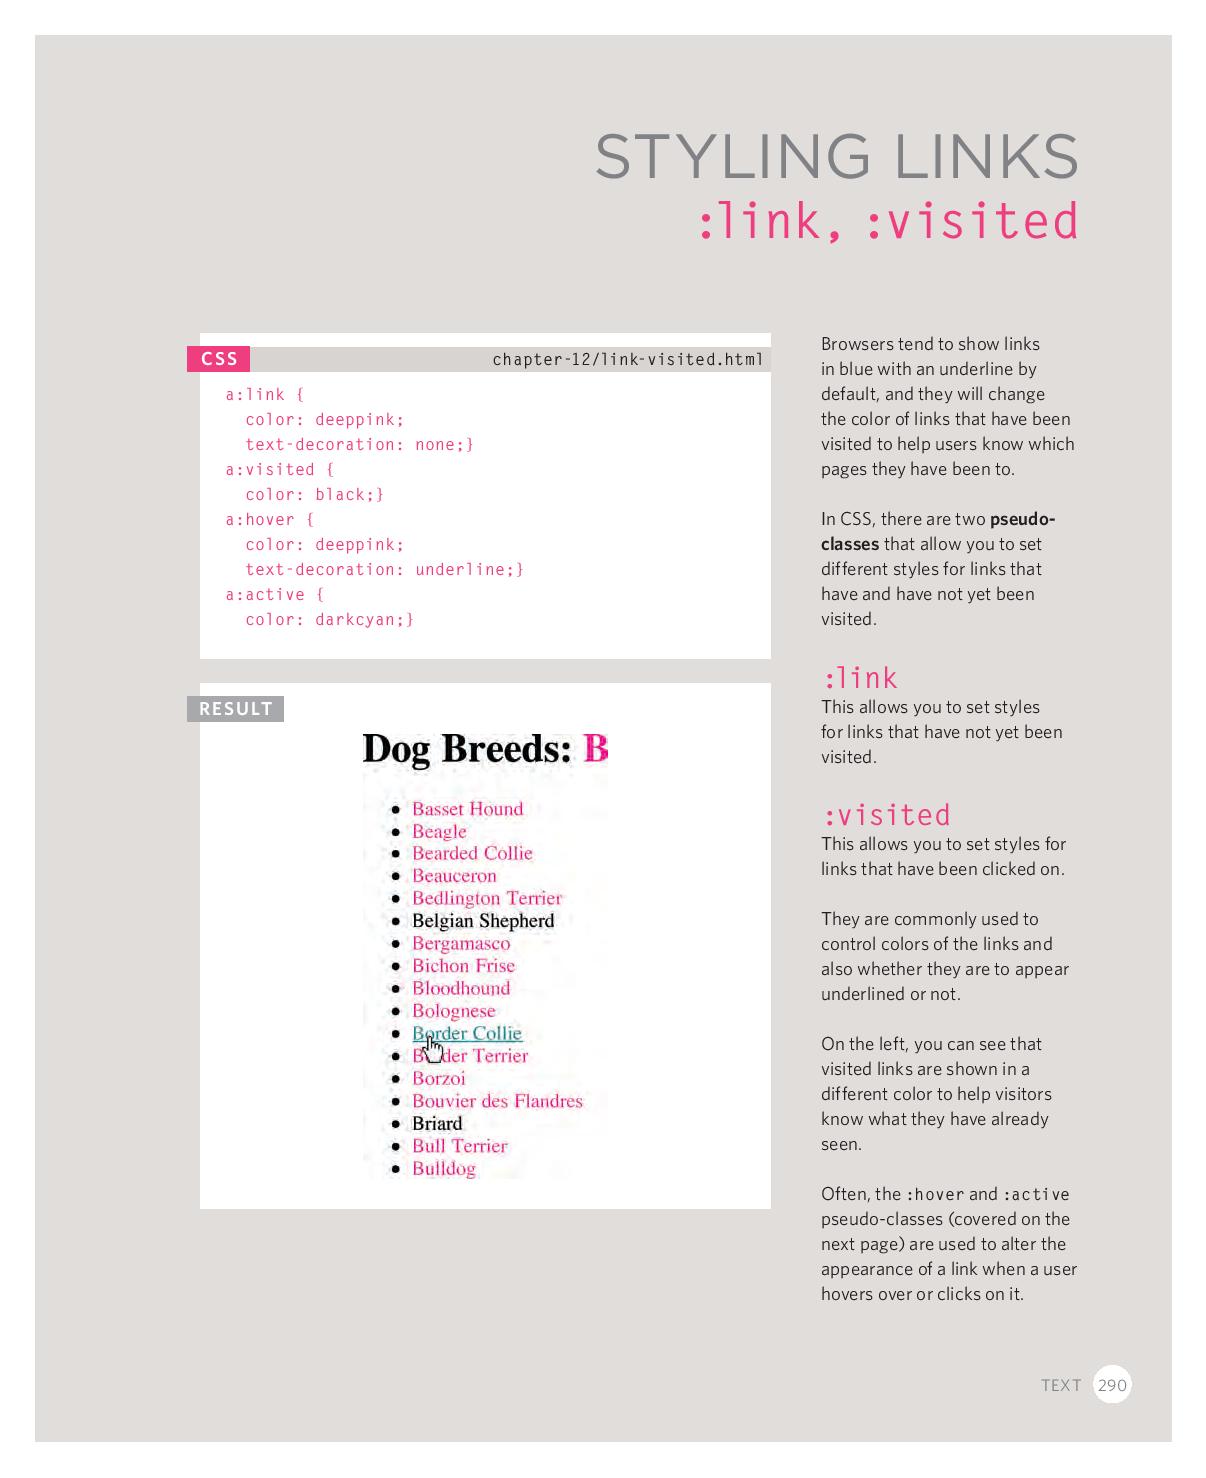 STYLING LINKS
:link, :visited
CSS
chapter-12/link-visited.html
a:link {
color: deeppink;
text-decoration: none;}
a:visited {
color: black;}
a:hover {
color: deeppink;
text-decoration: underline;}
a:active {
color: darkcyan;}
RESULT
Dog Breeds: B
• Basset Hound
• Beagle
• Bearded Collie
• Beauceron
• Bedlington Terrier
• Belgian Shepherd
• Bergamasco
• Bichon Frise
• Bloodhound
• Bolognese
• Border Collie
• Border Terrier
• Borzoi
• Bouvier des Flandres
• Briard
• Bull Terrier
• Bulldog
Browsers tend to show links
in blue with an underline by
default, and they will change
the color of links that have been
visited to help users know which
pages they have been to.
In CSS, there are two pseudo-
classes that allow you to set
different styles for links that
have and have not yet been
visited.
:link
This allows you to set styles
for links that have not yet been
visited.
:visited
This allows you to set styles for
links that have been clicked on.
They are commonly used to
control colors of the links and
also whether they are to appear
underlined or not.
On the left, you can see that
visited links are shown in a
different color to help visitors
know what they have already
seen.
Often, the :hover and :active
pseudo-classes (covered on the
next page) are used to alter the
appearance of a link when a user
hovers over or clicks on it.
TEXT 290